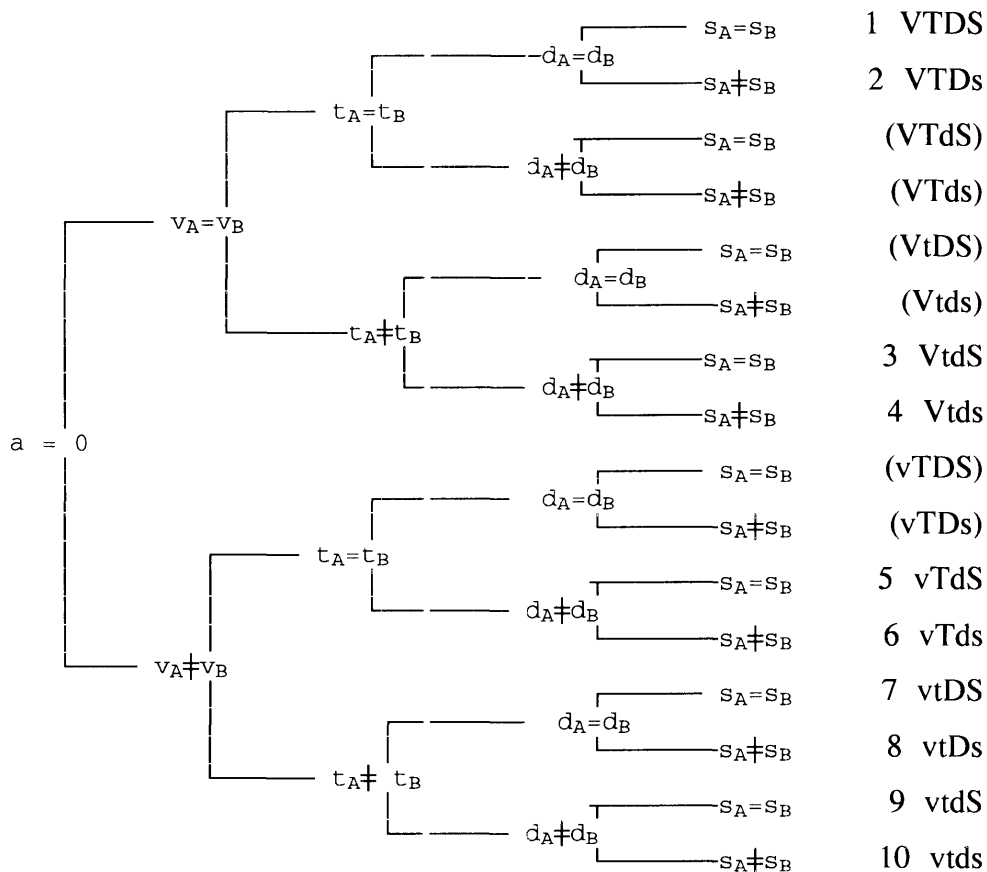 s_A=s_B 1 VTDS
d_A=d_B
s_A≠s_B 2 VTDs
t_A=t_B
s_A=s_B (VTdS)
d_A≠d_B
s_A≠s_B (VTds)
v_A=v_B
s_A=s_B (VtDS)
d_A=d_B
s_A≠s_B (Vtds)
t_A≠t_B
s_A=s_B 3 VtdS
d_A≠d_B
s_A≠s_B 4 Vtds
a = 0
s_A=s_B (vTDS)
d_A=d_B
s_A≠s_B (vTDs)
t_A=t_B
s_A=s_B 5 vTdS
d_A≠d_B
s_A≠s_B 6 vTds
v_A≠v_B
s_A=s_B 7 vtDS
d_A=d_B
s_A≠s_B 8 vtDs
t_A≠ t_B
s_A=s_B 9 vtdS
d_A≠d_B
s_A≠s_B 10 vtds